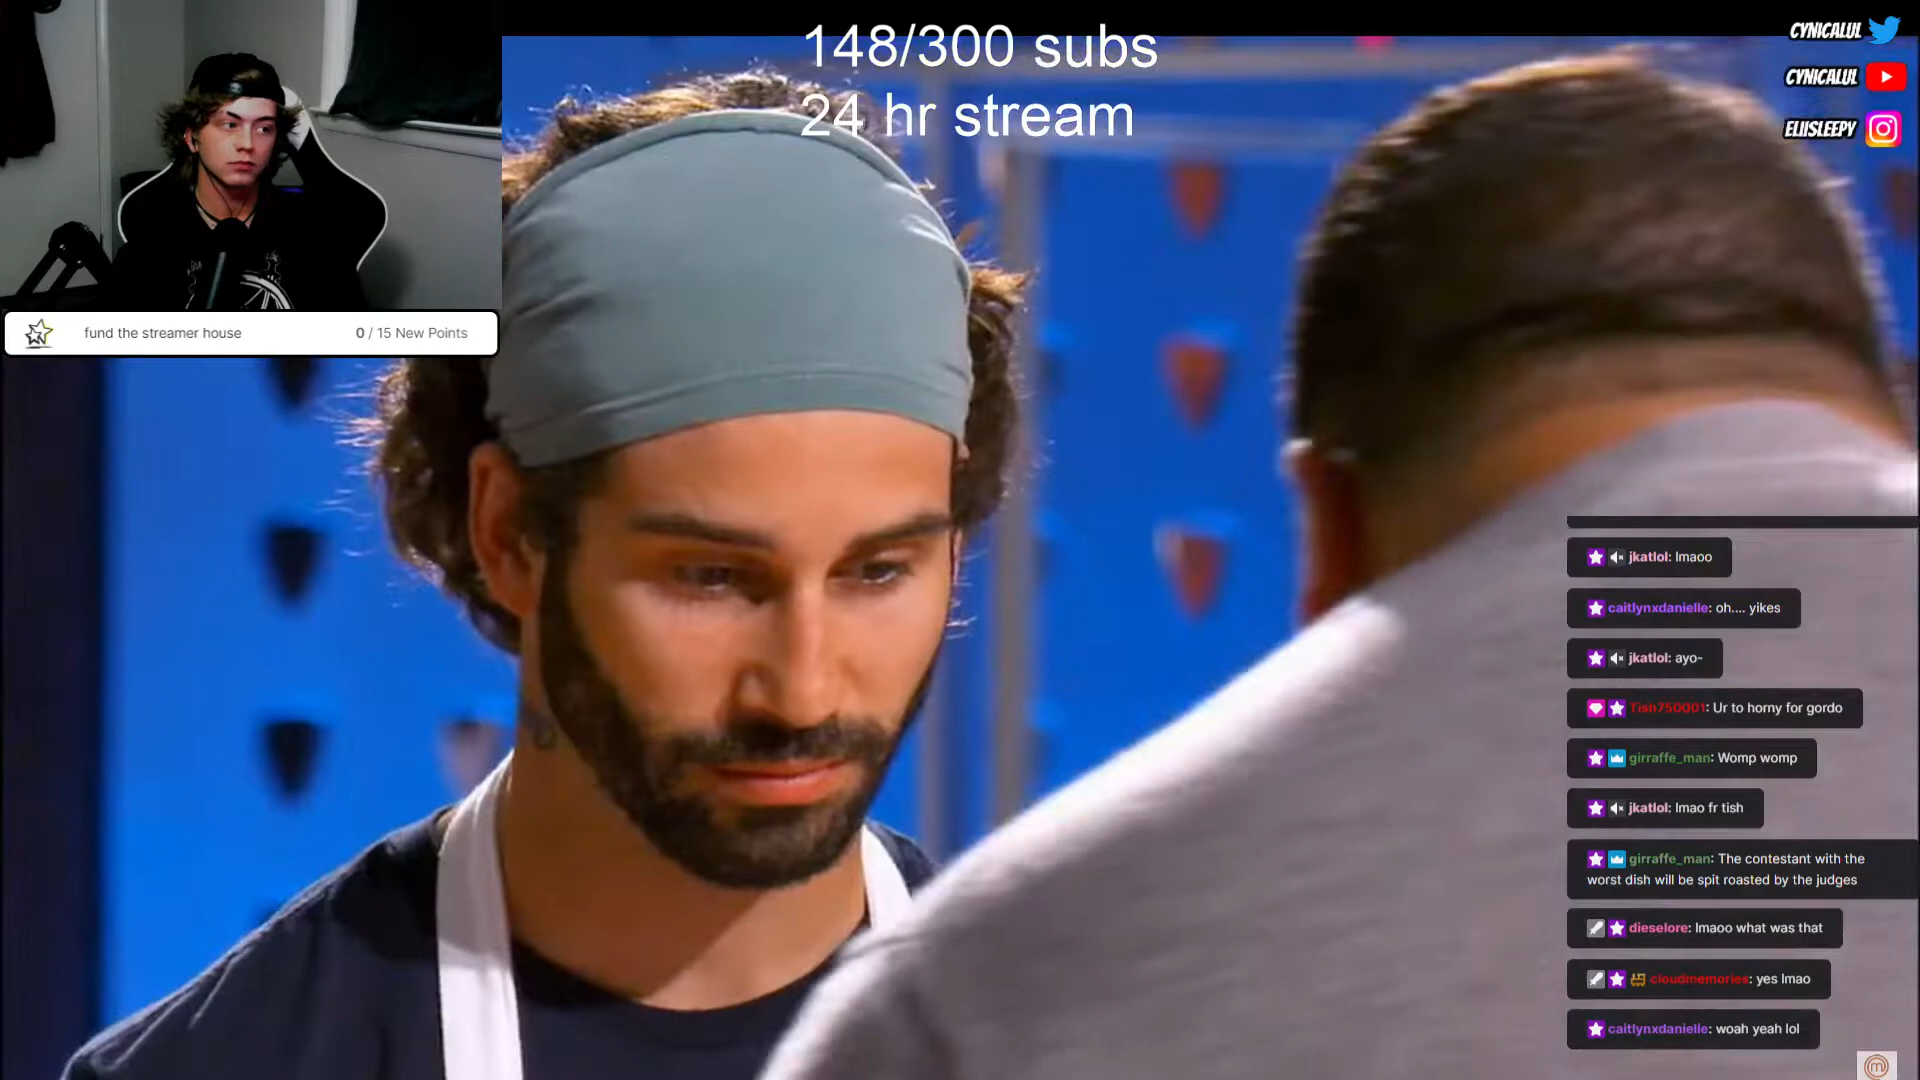 148/300 subs
24 hr stream
CYNICALUL
CYNICALUL
ELIISLEEPY
fund the streamer house
0 / 15 New Points
jkatlol: lmaoo
caitlynxdanielle: oh.... yikes
jkatlol: ayo-
Tish750001: Ur to horny for gordo
girraffe_man: Womp womp
jkatlol: lmao fr tish
girraffe_man: The contestant with the
worst dish will be spit roasted by the judges
dieselore: lmaoo what was that
cloudmemories: yes lmao
caitlynxdanielle: woah yeah lol